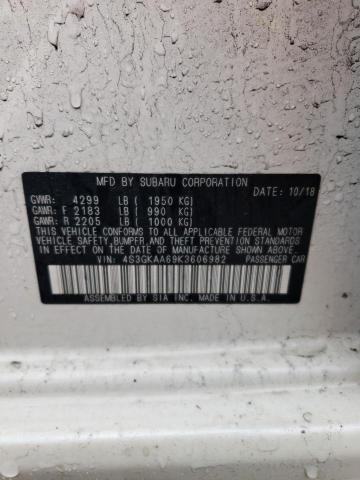 MFD BY SUBARU CORPORATION
DATE: 10/18
GVWR: 4299 LB ( 1950 KG)
GAWR: F 2183 LB ( 990 KG)
GAWR: R 2205 LB ( 1000 KG)
THIS VEHICLE CONFORMS TO ALL APPLICABLE FEDERAL MOTOR
VEHICLE SAFETY, BUMPER, AND THEFT PREVENTION STANDARDS
IN EFFECT ON THE DATE OF MANUFACTURE SHOWN ABOVE.
VIN: 4S3GKAA69K3606982 PASSENGER CAR
ASSEMBLED BY SIA INC. MADE IN U.S.A.